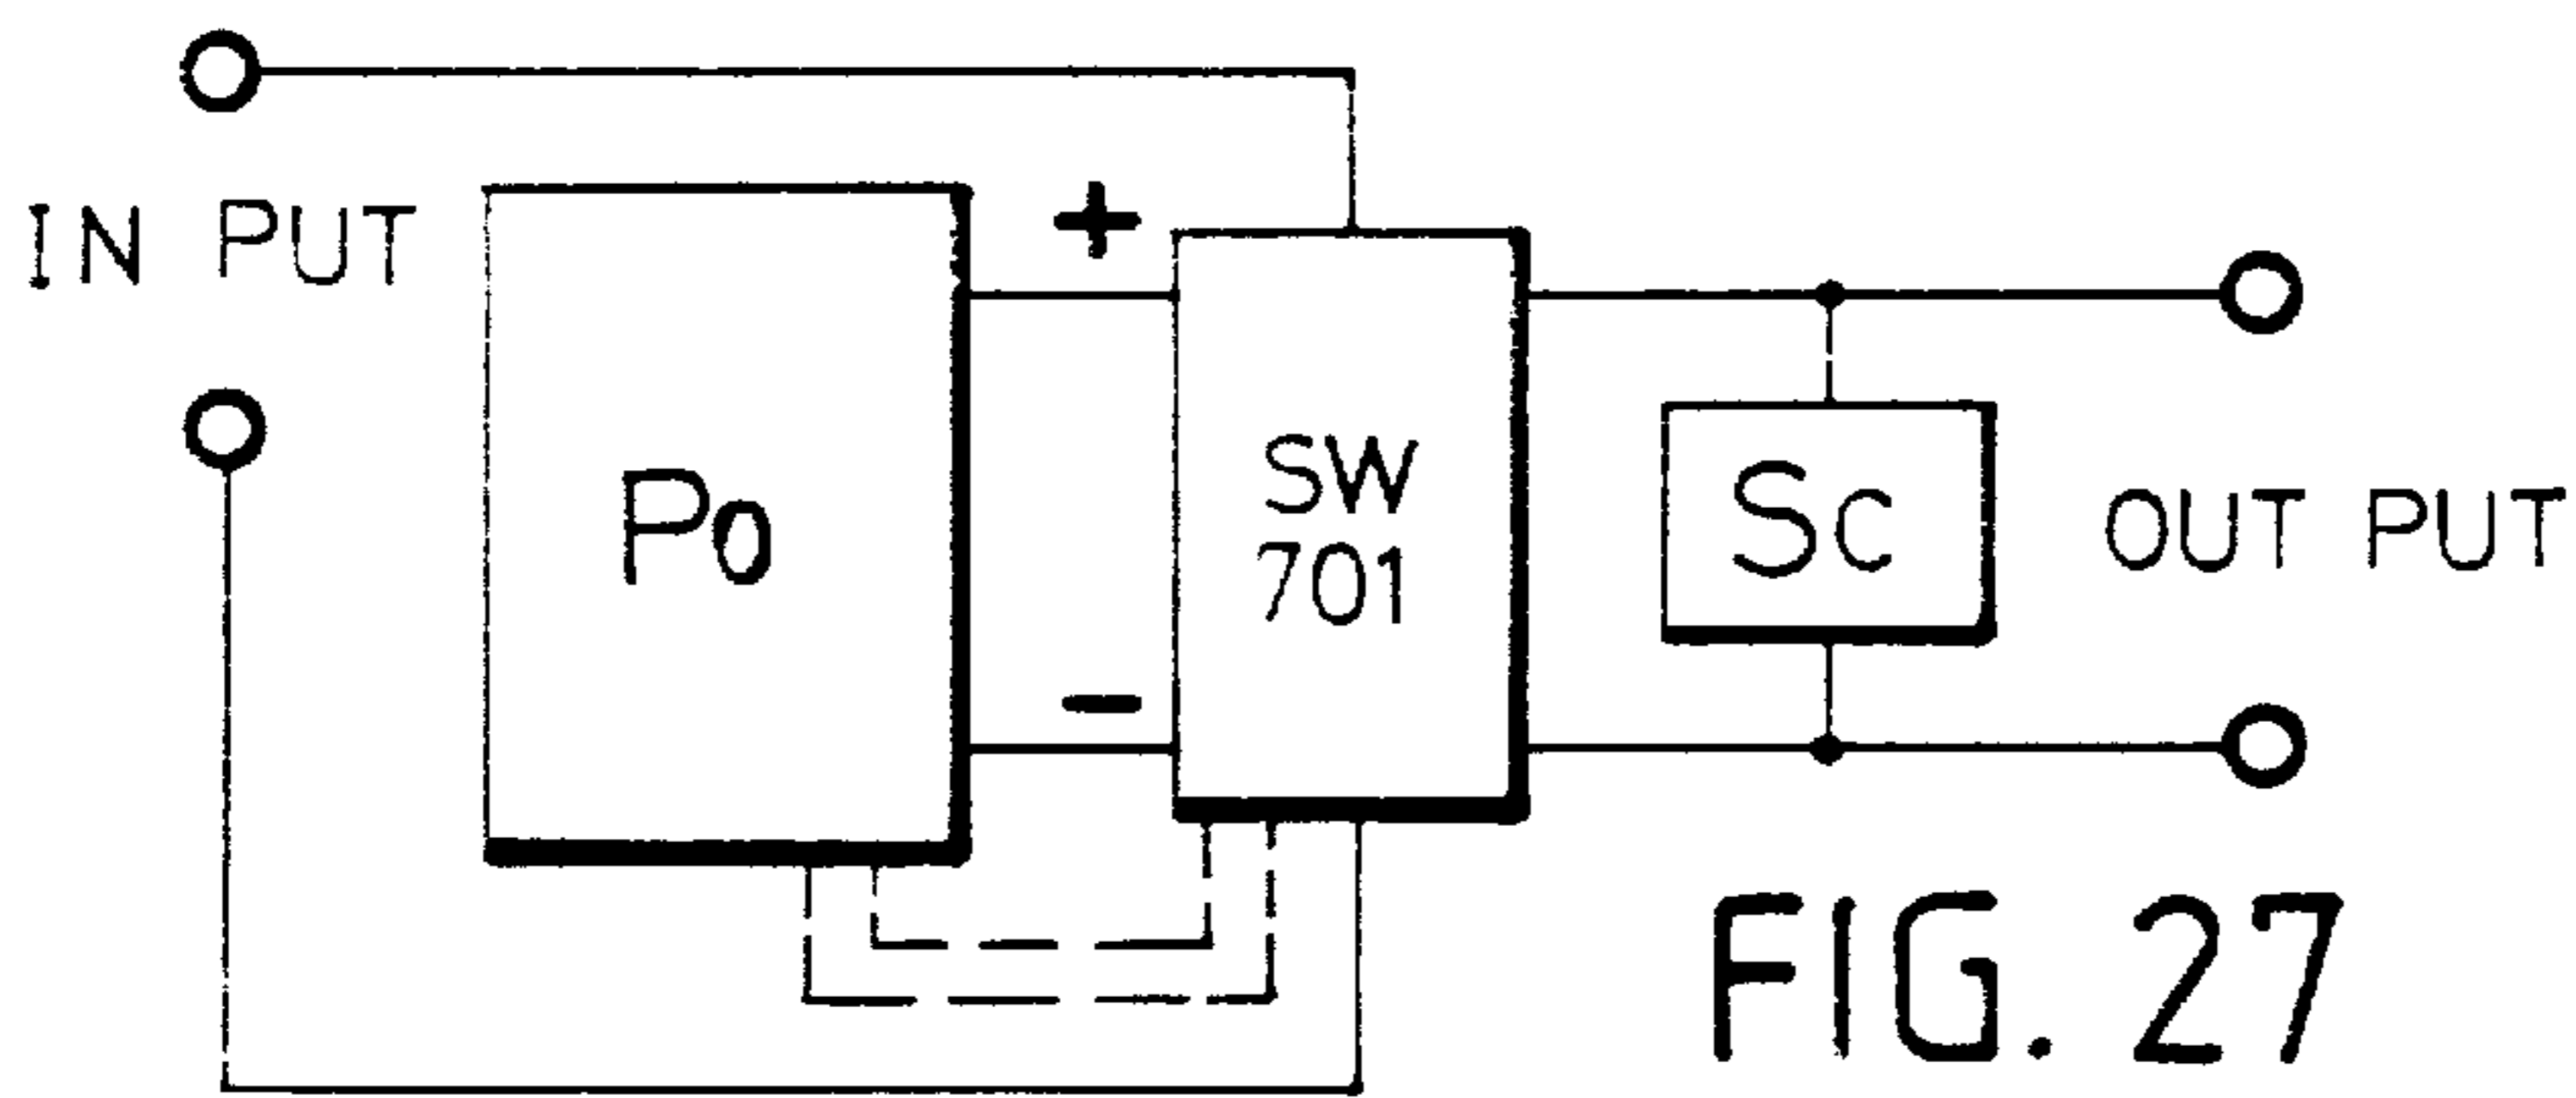 IN PUT
+
Po
SW
701
Sc
OUT PUT
-
FIG. 27